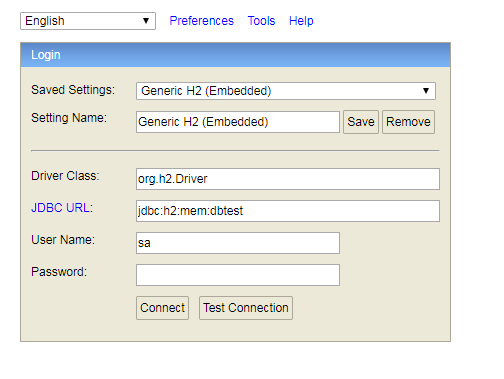 English Preferences Tools Help
Login
Saved Settings: Generic H2 (Embedded)
Setting Name: Generic H2 (Embedded) Save Remove
Driver Class: org.h2.Driver
JDBC URL: jdbc:h2:mem:dbtest
User Name: sa
Password:
Connect Test Connection